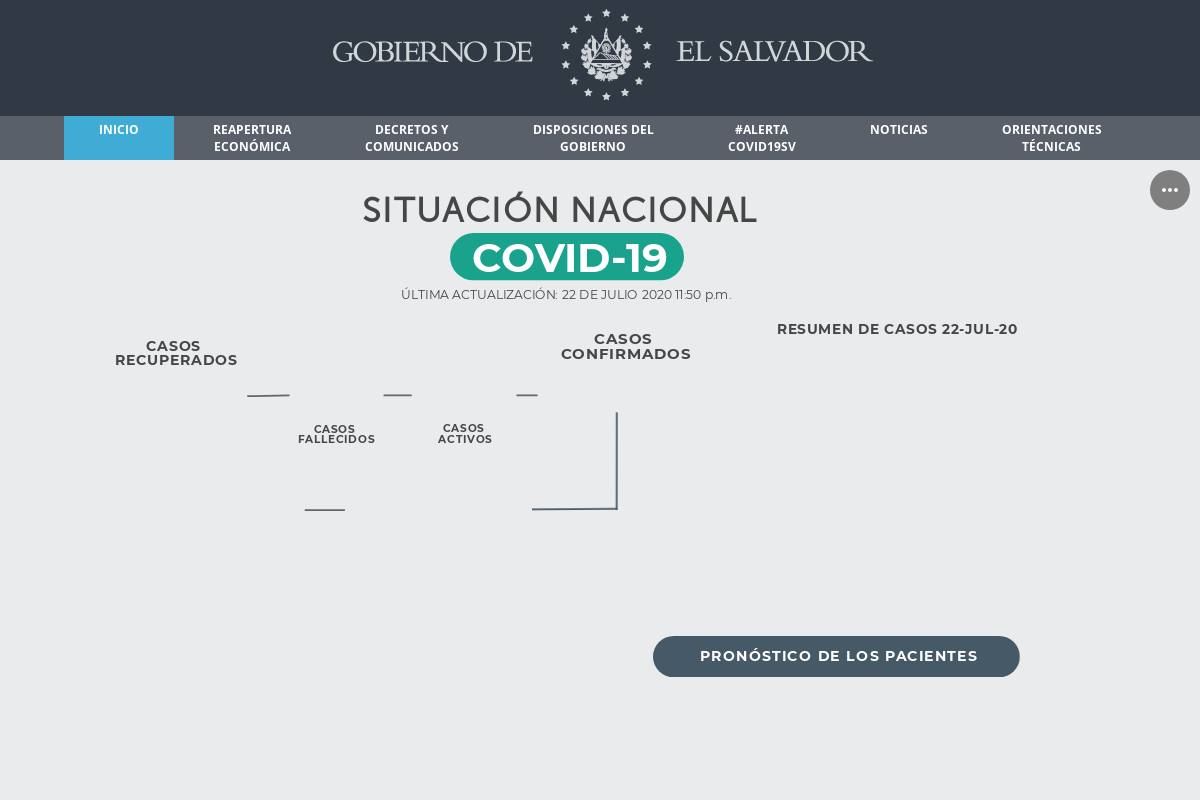 GOBIERNO DE EL SALVADOR
INICIO
REAPERTURA
ECONÓMICA
DECRETOS Y
COMUNICADOS
DISPOSICIONES DEL
GOBIERNO
#ALERTA
COVID19SV
NOTICIAS
ORIENTACIONES
TÉCNICAS
SITUACIÓN NACIONAL
COVID-19
ÚLTIMA ACTUALIZACIÓN: 22 DE JULIO 2020 11:50 p.m.
CASOS
RECUPERADOS
CASOS
CONFIRMADOS
RESUMEN DE CASOS 22-JUL-20
CASOS
FALLECIDOS
CASOS
ACTIVOS
PRONÓSTICO DE LOS PACIENTES